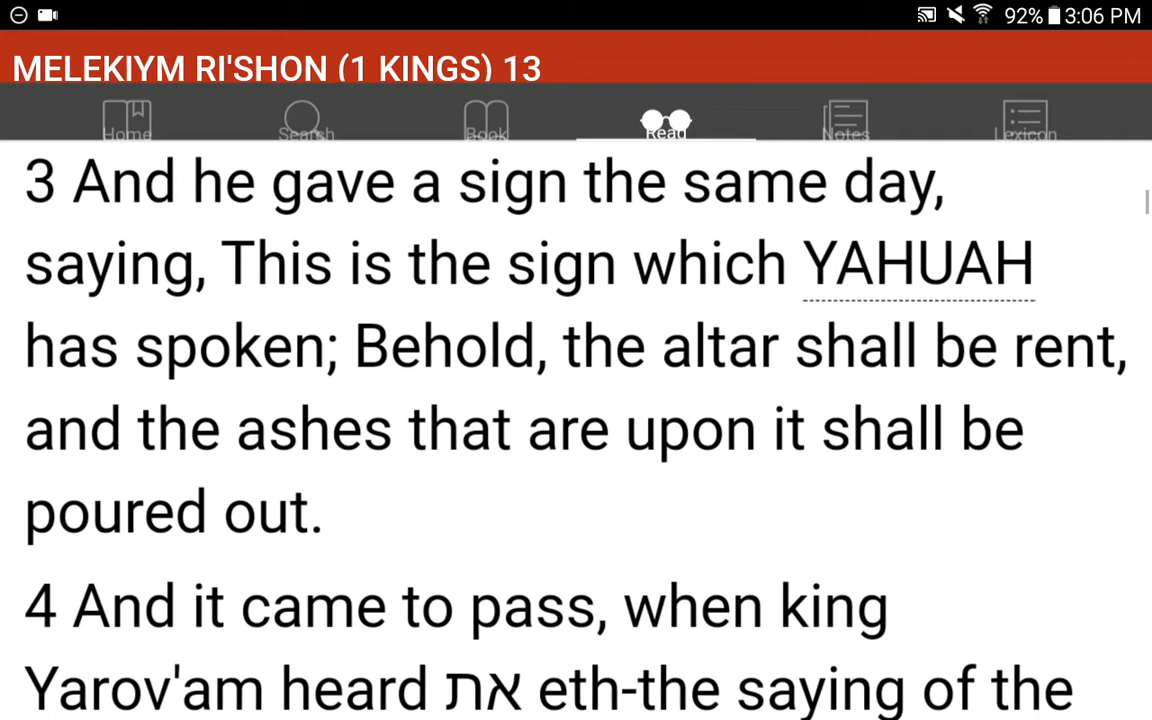 92% 3:06 PM
MELEKIYM RI'SHON (1 KINGS) 13
Home Search Book Read Notes Lexicon
3 And he gave a sign the same day,
saying, This is the sign which YAHUAH
has spoken; Behold, the altar shall be rent,
and the ashes that are upon it shall be
poured out.
4 And it came to pass, when king
Yarov'am heard את eth-the saying of the